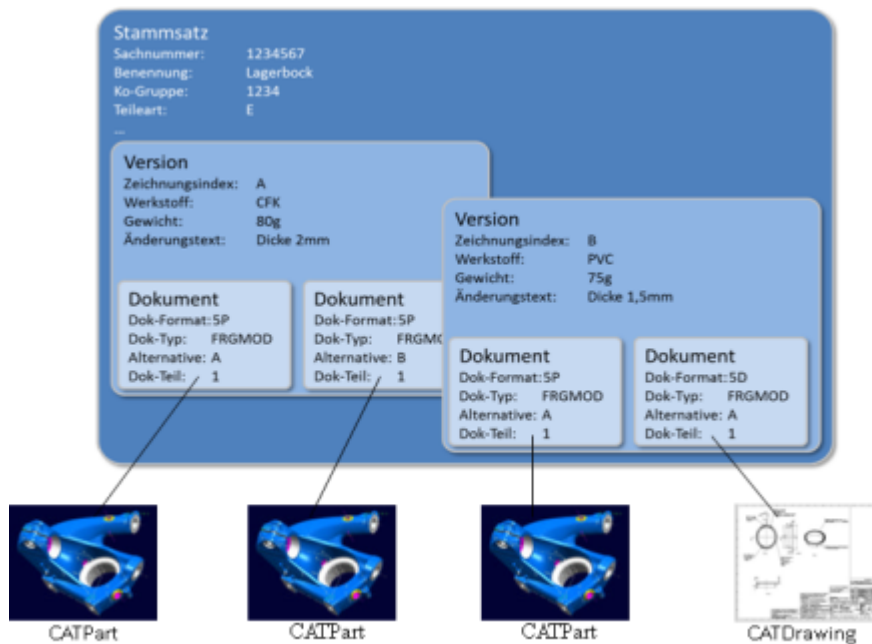 Stammsatz
Sachnummer: 1234567
Benennung: Lagerbock
Ko-Gruppe: 1234
Teileart: E
...
Version
Zeichnungsindex: A
Werkstoff: CFK
Gewicht: 80g
Änderungstext: Dicke 2mm
Dokument
Dok-Format: 5P
Dok-Typ: FRGMOD
Alternative: A
Dok-Teil: 1
Dokument
Dok-Format: 5P
Dok-Typ: FRGMO
Alternative: B
Dok-Teil: 1
Version
Zeichnungsindex: B
Werkstoff: PVC
Gewicht: 75g
Änderungstext: Dicke 1,5mm
Dokument
Dok-Format: 5P
Dok-Typ: FRGMOD
Alternative: A
Dok-Teil: 1
Dokument
Dok-Format: 5D
Dok-Typ: FRGMOD
Alternative: A
Dok-Teil: 1
CATPart
CATPart
CATPart
CATDrawing